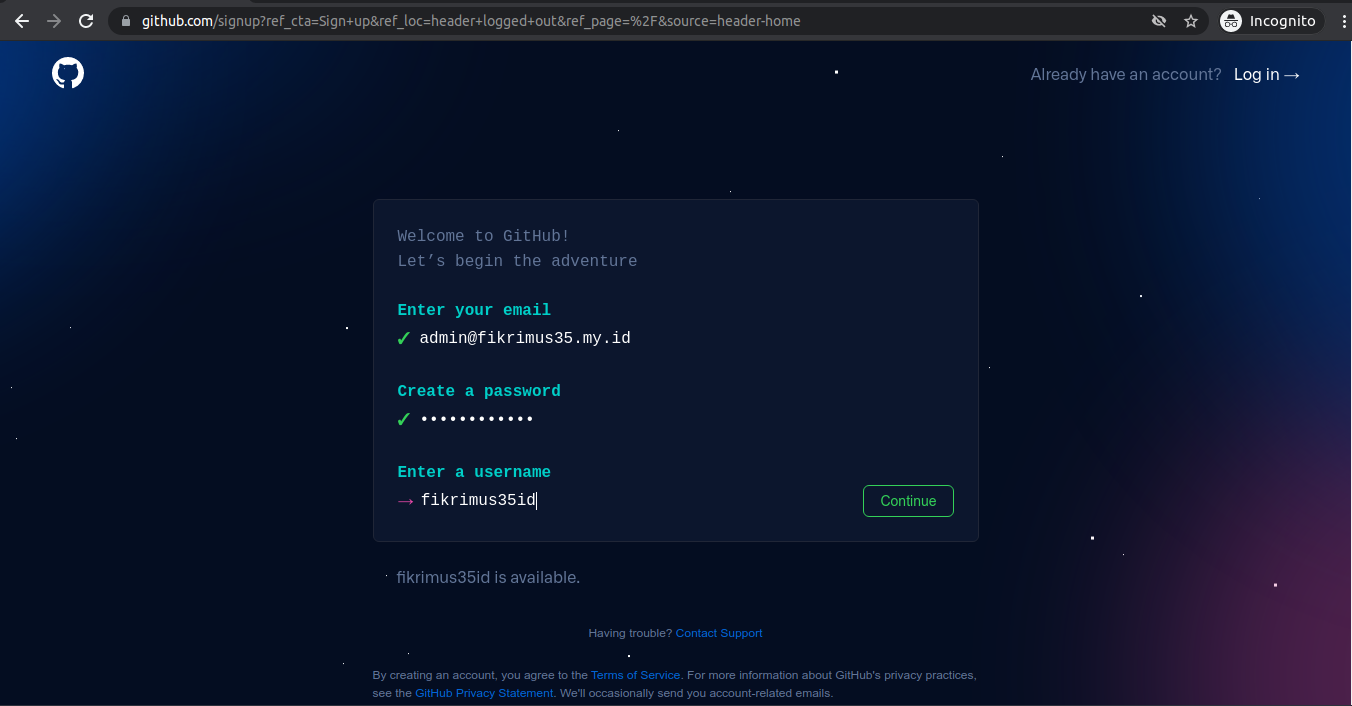 github.com/signup?ref_cta=Sign+up&ref_loc=header+logged+out&ref_page=%2F&source=header-home
Incognito
Already have an account? Log in →
Welcome to GitHub!
Let’s begin the adventure
Enter your email
✓ admin@fikrimus35.my.id
Create a password
✓ ••••••••••••
Enter a username
→ fikrimus35id
Continue
fikrimus35id is available.
Having trouble? Contact Support
By creating an account, you agree to the Terms of Service. For more information about GitHub's privacy practices,
see the GitHub Privacy Statement. We'll occasionally send you account-related emails.